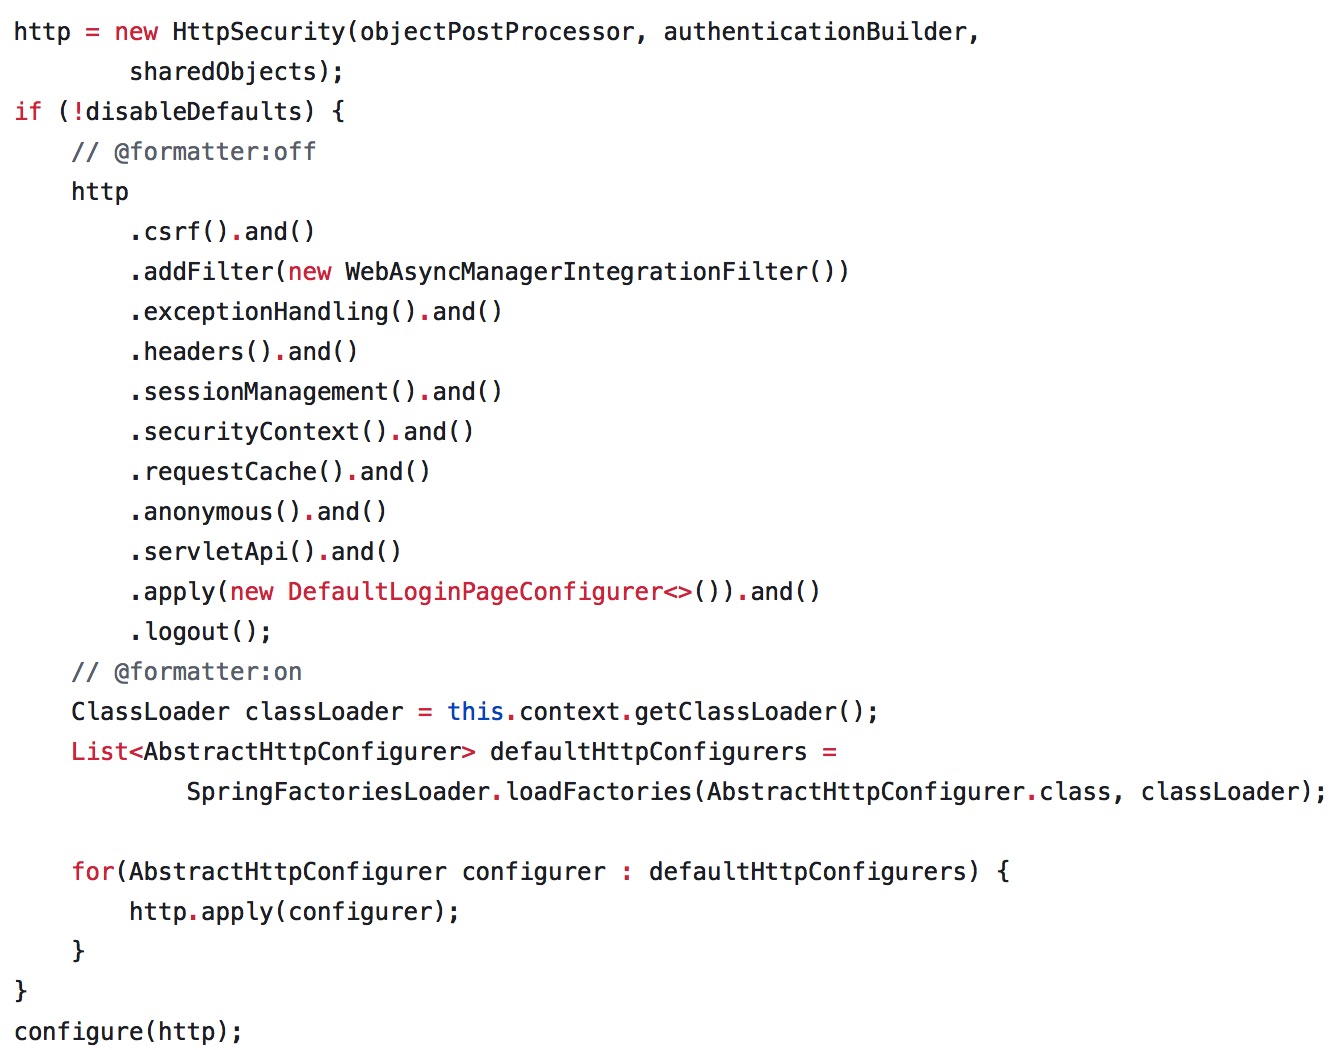 http = new HttpSecurity(objectPostProcessor, authenticationBuilder,
        sharedObjects);
if (!disableDefaults) {
    // @formatter:off
    http
        .csrf().and()
        .addFilter(new WebAsyncManagerIntegrationFilter())
        .exceptionHandling().and()
        .headers().and()
        .sessionManagement().and()
        .securityContext().and()
        .requestCache().and()
        .anonymous().and()
        .servletApi().and()
        .apply(new DefaultLoginPageConfigurer<>()).and()
        .logout();
    // @formatter:on
    ClassLoader classLoader = this.context.getClassLoader();
    List<AbstractHttpConfigurer> defaultHttpConfigurers =
            SpringFactoriesLoader.loadFactories(AbstractHttpConfigurer.class, classLoader);

    for(AbstractHttpConfigurer configurer : defaultHttpConfigurers) {
        http.apply(configurer);
    }
}
configure(http);